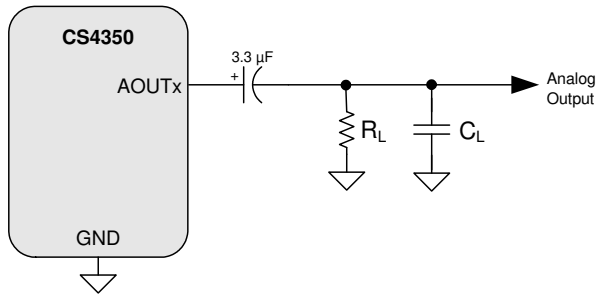 CS4350
3.3 µF
+
AOUTx
Analog
Output
RL
CL
GND